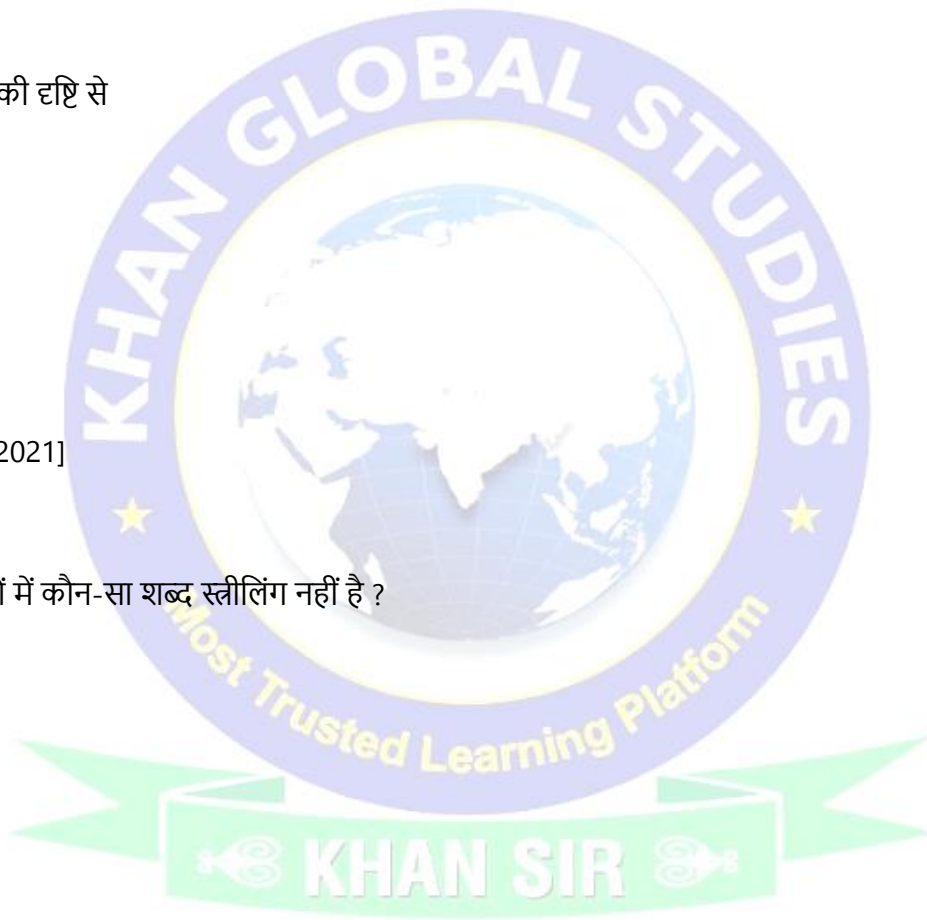 की दृष्टि से
KHAN GLOBAL STUDIES
2021]
में कौन-सा शब्द स्त्रीलिंग नहीं है ?
Most Trusted Learning Platform
KHAN SIR